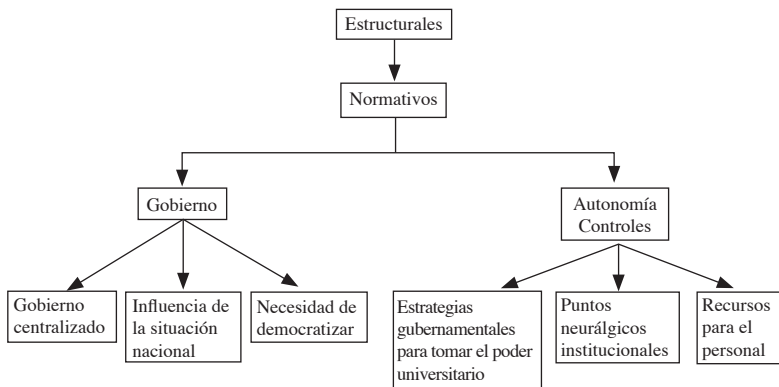 Estructurales
Normativos
Gobierno
Autonomía
Controles
Gobierno
centralizado
Influencia de
la situación
nacional
Necesidad de
democratizar
Estrategias
gubernamentales
para tomar el poder
universitario
Puntos
neurálgicos
institucionales
Recursos
para el
personal